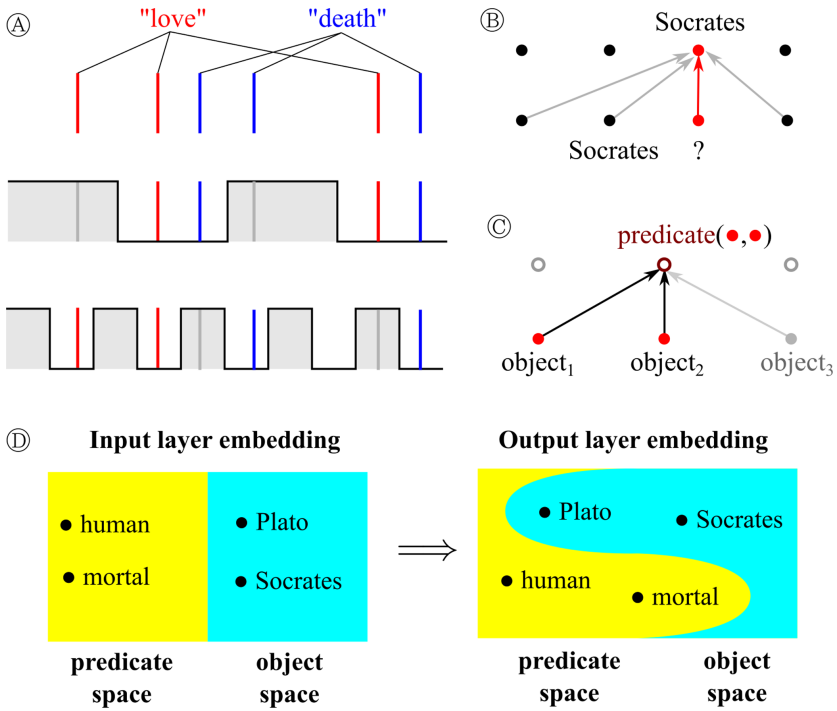 Ⓐ
"love" "death"
Ⓑ
Socrates
Socrates ?
Ⓒ
predicate(●,●)
object₁ object₂ object₃
Ⓓ
Input layer embedding
human
mortal
Plato
Socrates
predicate
space
object
space
⟹
Output layer embedding
Plato
Socrates
human
mortal
predicate
space
object
space